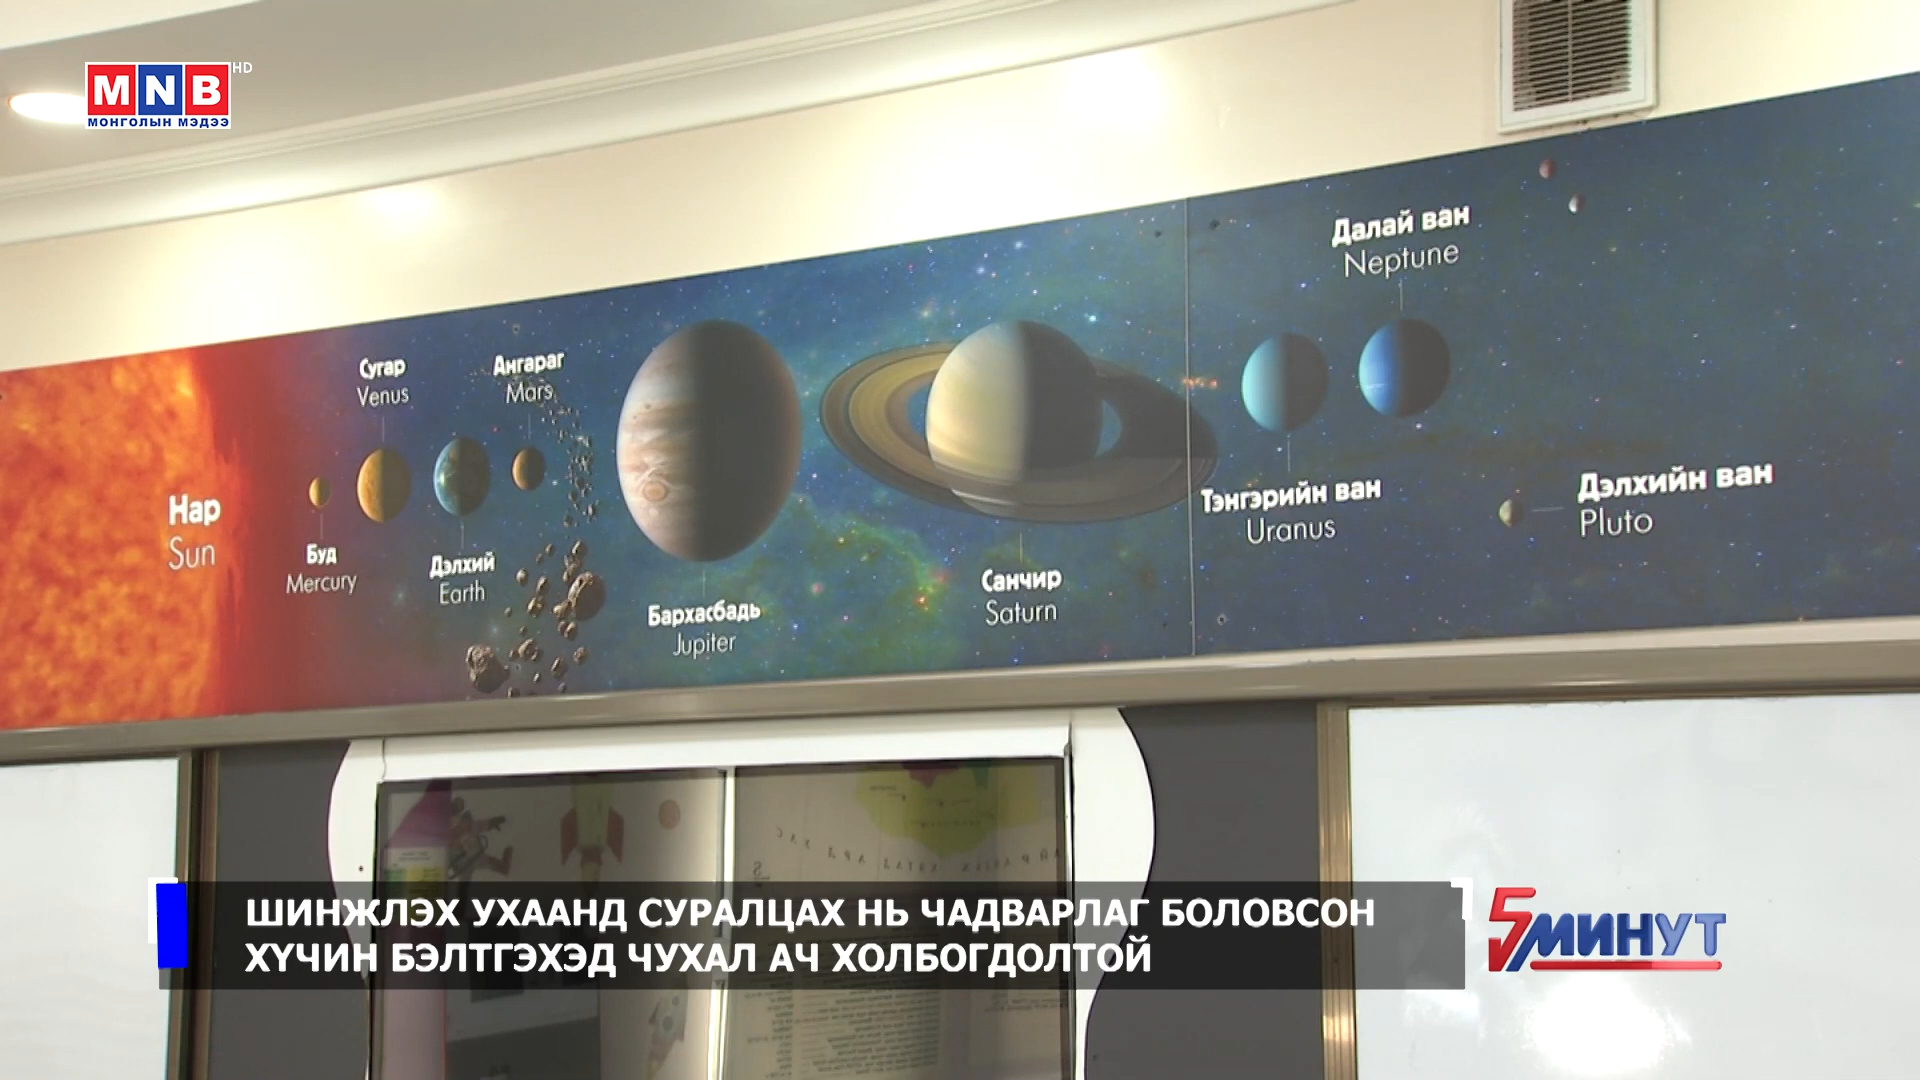 MNB HD
МОНГОЛЫН МЭДЭЭ
Далай ван
Neptune
Сугар
Venus
Ангараг
Mars
Нар
Sun
Буд
Mercury
Дэлхий
Earth
Бархасбадь
Jupiter
Санчир
Saturn
Тэнгэрийн ван
Uranus
Дэлхийн ван
Pluto
ШИНЖЛЭХ УХААНД СУРАЛЦАХ НЬ ЧАДВАРЛАГ БОЛОВСОН
ХҮЧИН БЭЛТГЭХЭД ЧУХАЛ АЧ ХОЛБОГДОЛТОЙ
5 МИНУТ